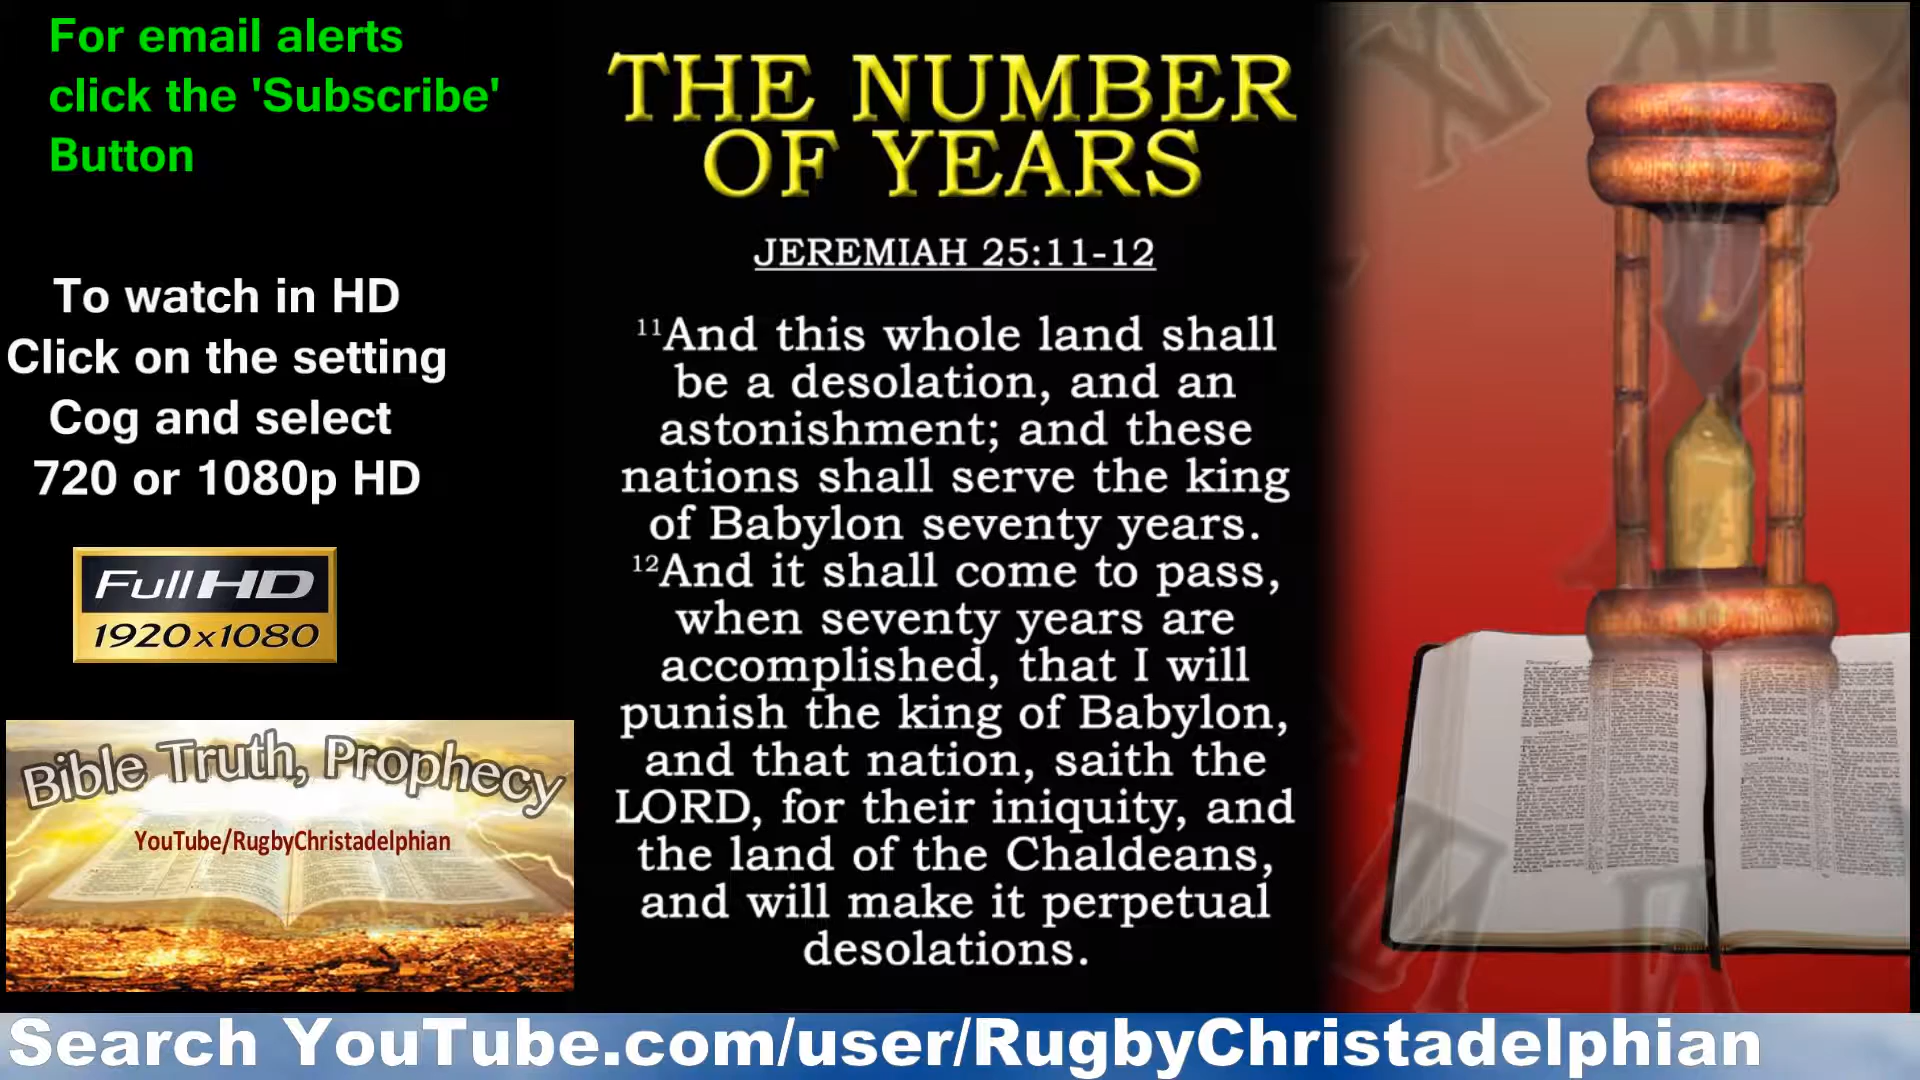 For email alerts
click the 'Subscribe'
Button
To watch in HD
Click on the setting
Cog and select
720 or 1080p HD
Full HD
1920x1080
Bible Truth, Prophecy
YouTube/RugbyChristadelphian
THE NUMBER
OF YEARS
JEREMIAH 25:11-12
11And this whole land shall
be a desolation, and an
astonishment; and these
nations shall serve the king
of Babylon seventy years.
12And it shall come to pass,
when seventy years are
accomplished, that I will
punish the king of Babylon,
and that nation, saith the
LORD, for their iniquity, and
the land of the Chaldeans,
and will make it perpetual
desolations.
Search YouTube.com/user/RugbyChristadelphian